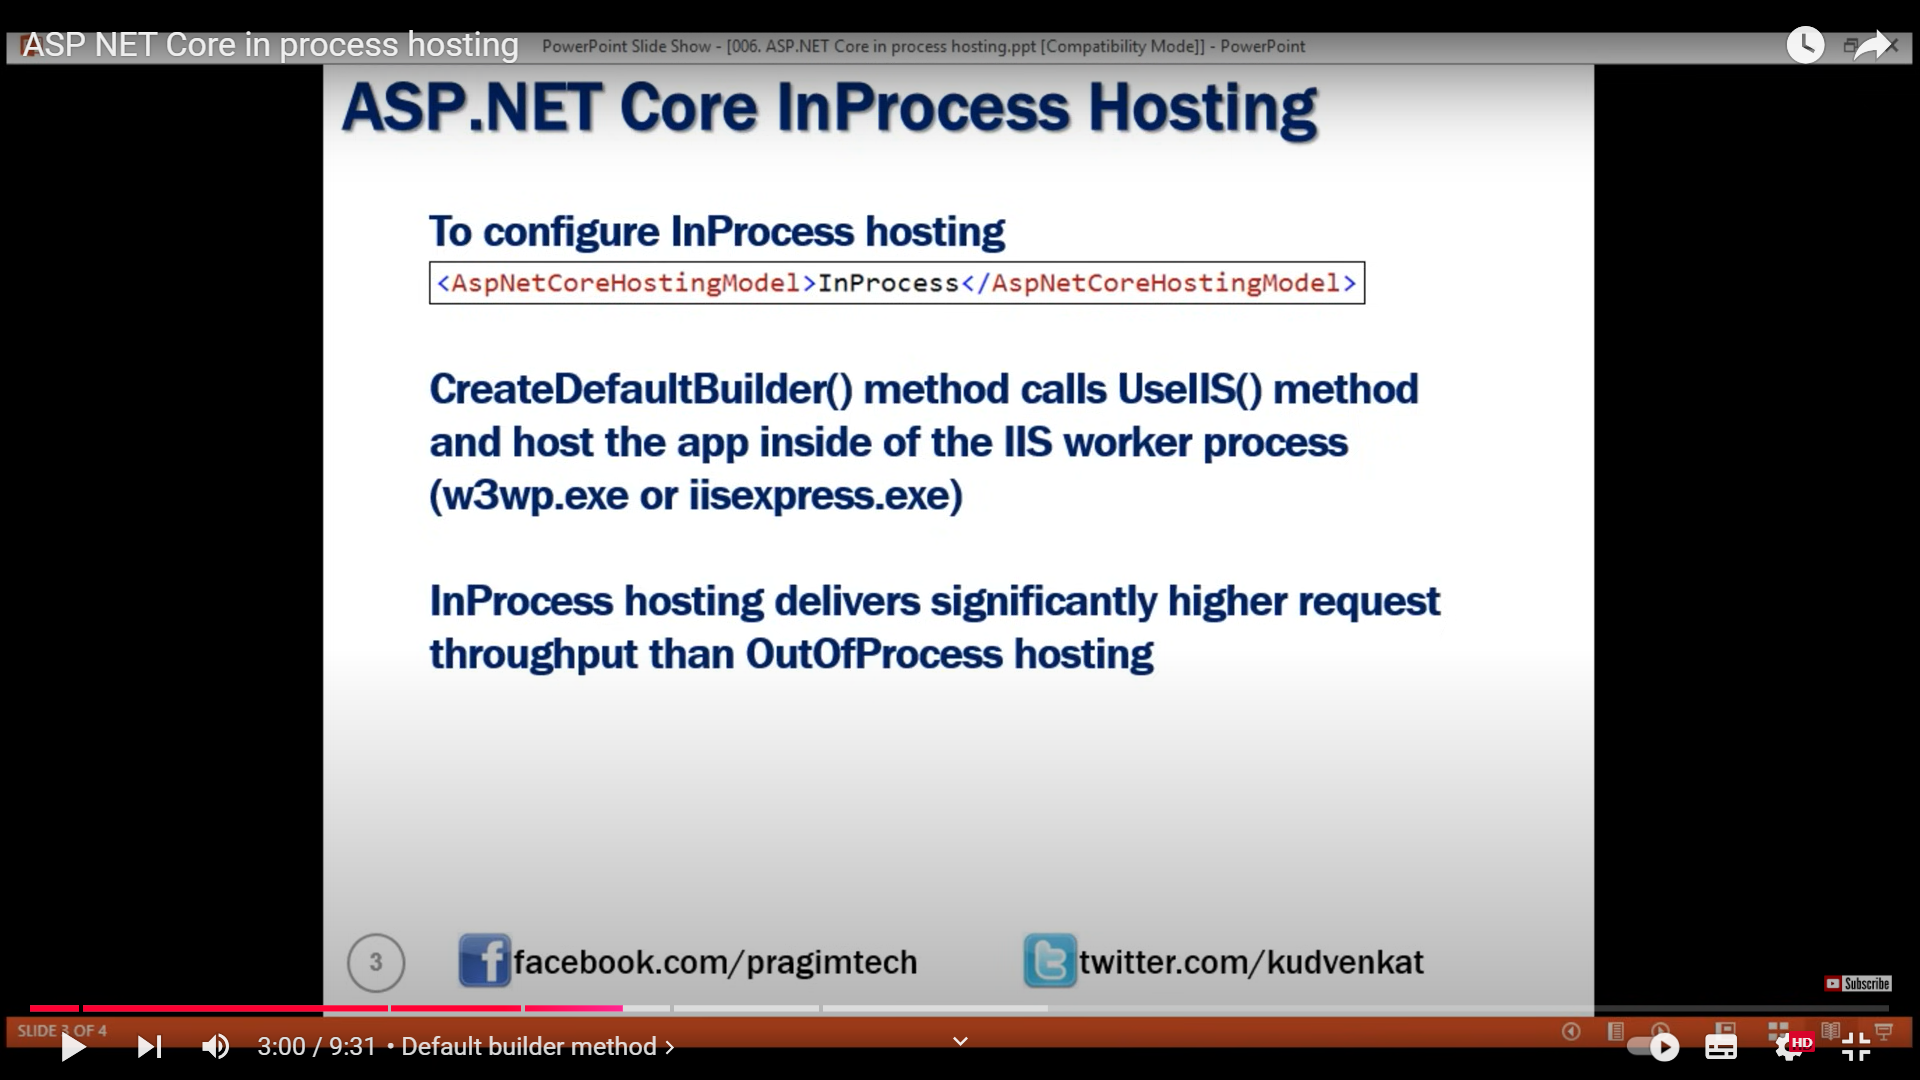 ASP NET Core in process hosting
PowerPoint Slide Show - [006. ASP.NET Core in process hosting.ppt [Compatibility Mode]] - PowerPoint
ASP.NET Core InProcess Hosting
To configure InProcess hosting
<AspNetCoreHostingModel>InProcess</AspNetCoreHostingModel>
CreateDefaultBuilder() method calls UseIIS() method
and host the app inside of the IIS worker process
(w3wp.exe or iisexpress.exe)
InProcess hosting delivers significantly higher request
throughput than OutOfProcess hosting
3
facebook.com/pragimtech
twitter.com/kudvenkat
Subscribe
SLIDE 3 OF 4
3:00 / 9:31 • Default builder method >
HD